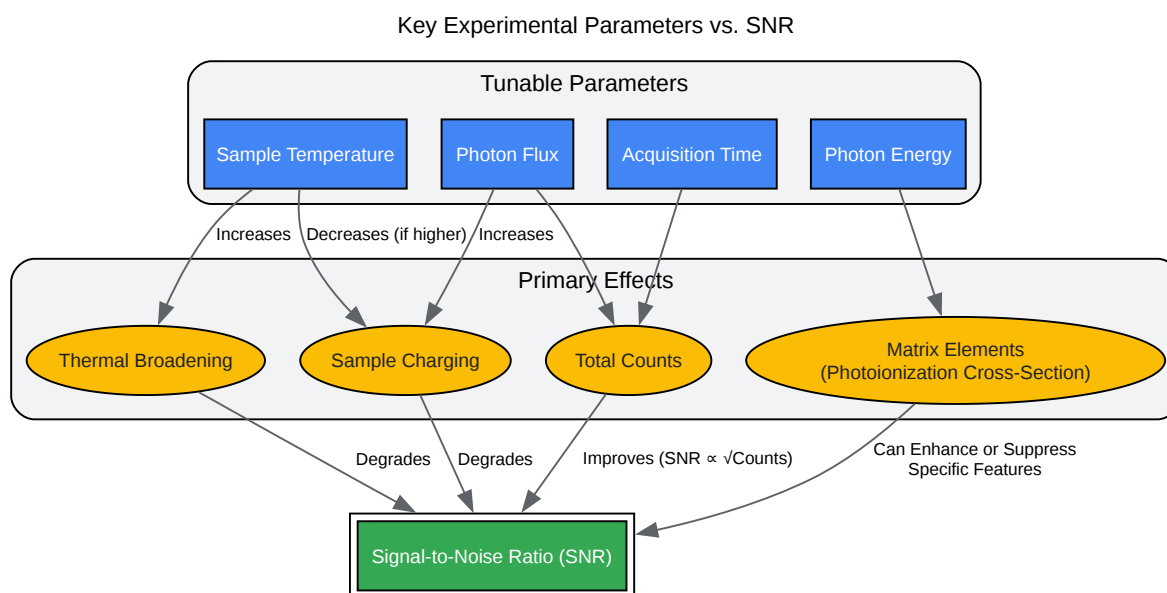 Key Experimental Parameters vs. SNR
Tunable Parameters
Sample Temperature
Photon Flux
Acquisition Time
Photon Energy
Increases
Decreases (if higher)
Increases
Primary Effects
Thermal Broadening
Sample Charging
Total Counts
Matrix Elements
(Photoionization Cross-Section)
Degrades
Degrades
Improves (SNR ∝ √Counts)
Can Enhance or Suppress
Specific Features
Signal-to-Noise Ratio (SNR)